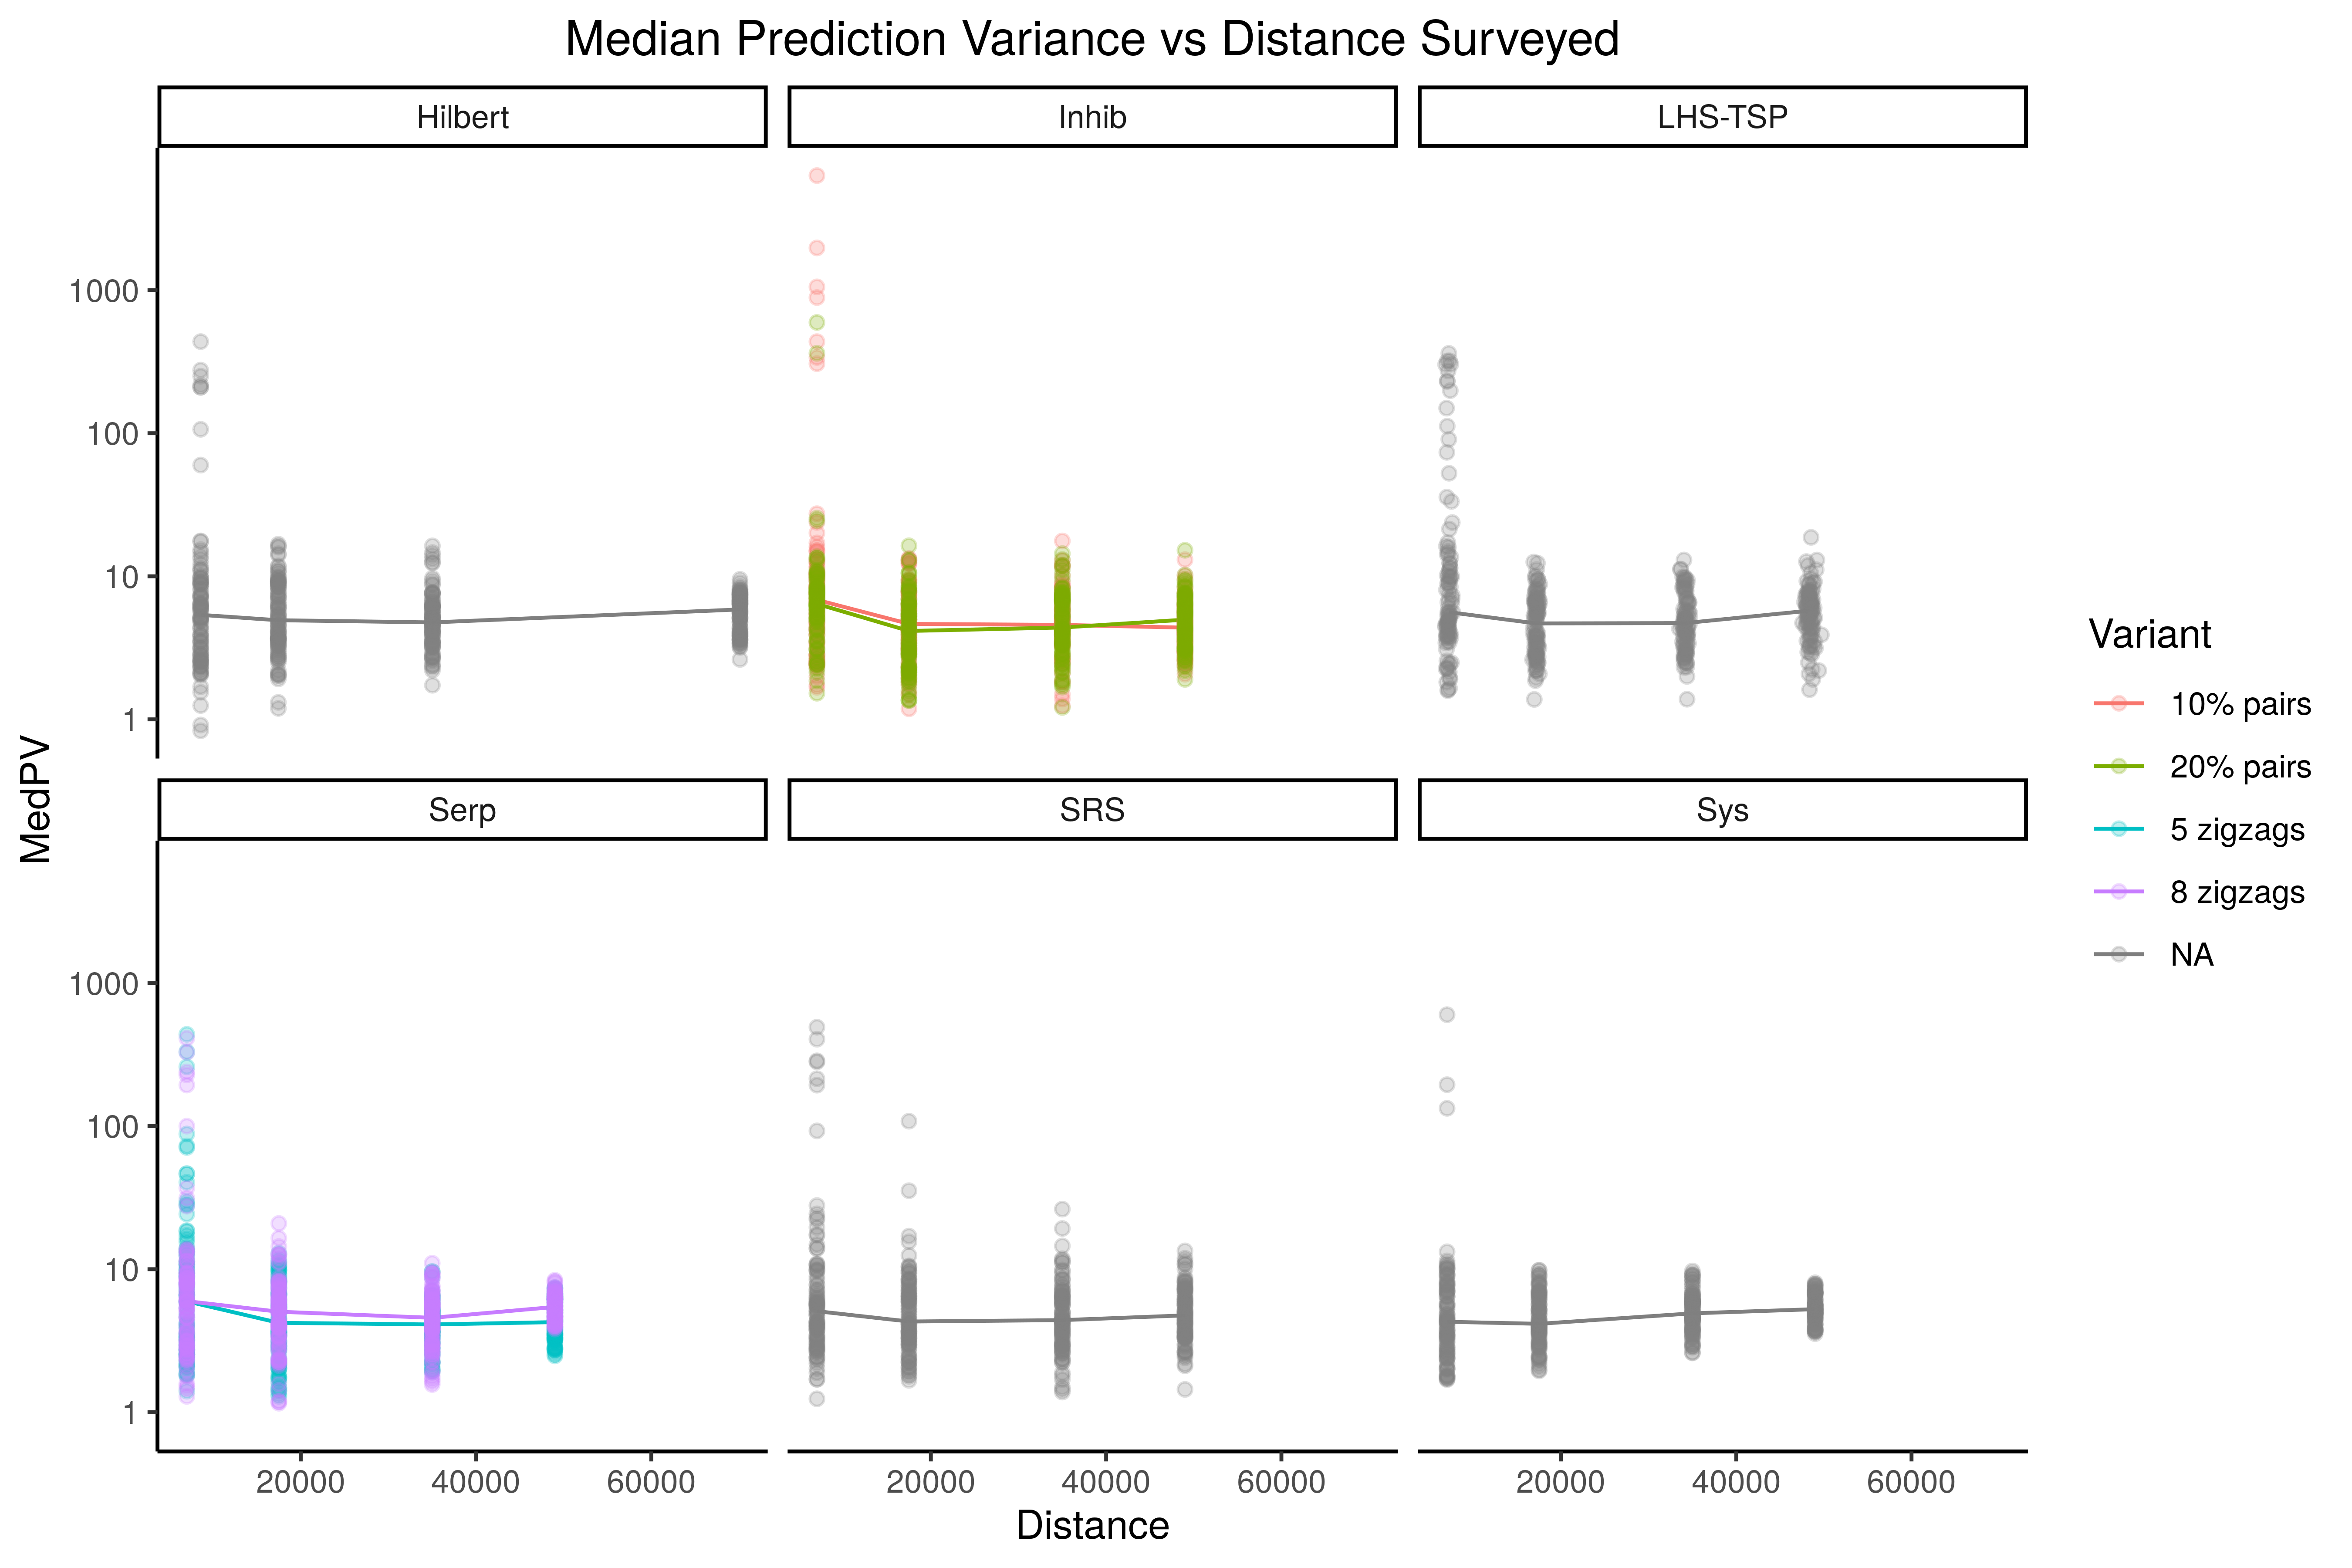 Median Prediction Variance vs Distance Surveyed
Hilbert
Inhib
LHS-TSP
1000
100
10
1
MedPV
Serp
SRS
Sys
1000
100
10
1
20000
40000
60000
20000
40000
60000
20000
40000
60000
Distance
Variant
10% pairs
20% pairs
5 zigzags
8 zigzags
NA